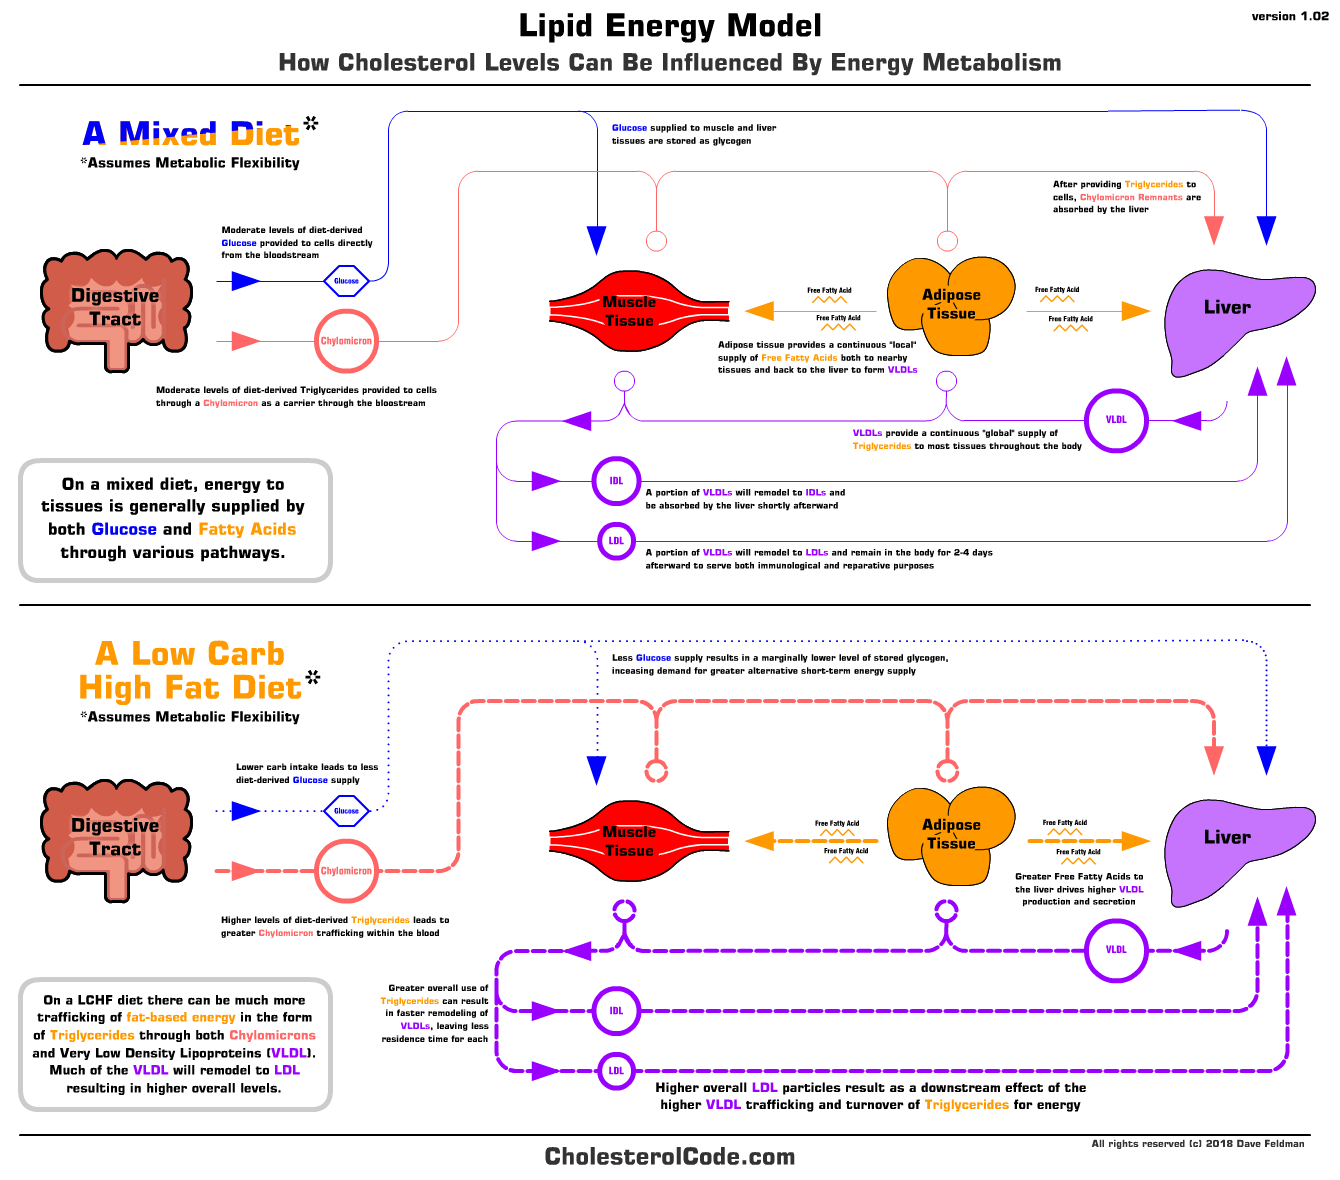 Lipid Energy Model
version 1.02
How Cholesterol Levels Can Be Influenced By Energy Metabolism
A Mixed Diet*
*Assumes Metabolic Flexibility
Glucose supplied to muscle and liver
tissues are stored as glycogen
After providing Triglycerides to
cells, Chylomicron Remnants are
absorbed by the liver
Moderate levels of diet-derived
Glucose provided to cells directly
from the bloodstream
Glucose
Digestive
Tract
Chylomicron
Moderate levels of diet-derived Triglycerides provided to cells
through a Chylomicron as a carrier through the bloostream
Muscle
Tissue
Free Fatty Acid
Free Fatty Acid
Adipose
Tissue
Free Fatty Acid
Free Fatty Acid
Liver
Adipose tissue provides a continuous "local"
supply of Free Fatty Acids both to nearby
tissues and back to the liver to form VLDLs
VLDL
VLDLs provide a continuous "global" supply of
Triglycerides to most tissues throughout the body
IDL
A portion of VLDLs will remodel to IDLs and
be absorbed by the liver shortly afterward
LDL
A portion of VLDLs will remodel to LDLs and remain in the body for 2-4 days
afterward to serve both immunological and reparative purposes
On a mixed diet, energy to
tissues is generally supplied by
both Glucose and Fatty Acids
through various pathways.
A Low Carb
High Fat Diet*
*Assumes Metabolic Flexibility
Less Glucose supply results in a marginally lower level of stored glycogen,
inceasing demand for greater alternative short-term energy supply
Lower carb intake leads to less
diet-derived Glucose supply
Glucose
Digestive
Tract
Chylomicron
Higher levels of diet-derived Triglycerides leads to
greater Chylomicron trafficking within the blood
Muscle
Tissue
Free Fatty Acid
Free Fatty Acid
Adipose
Tissue
Free Fatty Acid
Free Fatty Acid
Liver
Greater Free Fatty Acids to
the liver drives higher VLDL
production and secretion
VLDL
Greater overall use of
Triglycerides can result
in faster remodeling of
VLDLs, leaving less
residence time for each
IDL
LDL
Higher overall LDL particles result as a downstream effect of the
higher VLDL trafficking and turnover of Triglycerides for energy
On a LCHF diet there can be much more
trafficking of fat-based energy in the form
of Triglycerides through both Chylomicrons
and Very Low Density Lipoproteins (VLDL).
Much of the VLDL will remodel to LDL
resulting in higher overall levels.
All rights reserved (c) 2018 Dave Feldman
CholesterolCode.com